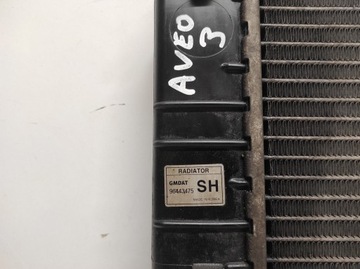 AVEO
3
RADIATOR
GMDAT
96443475
SH